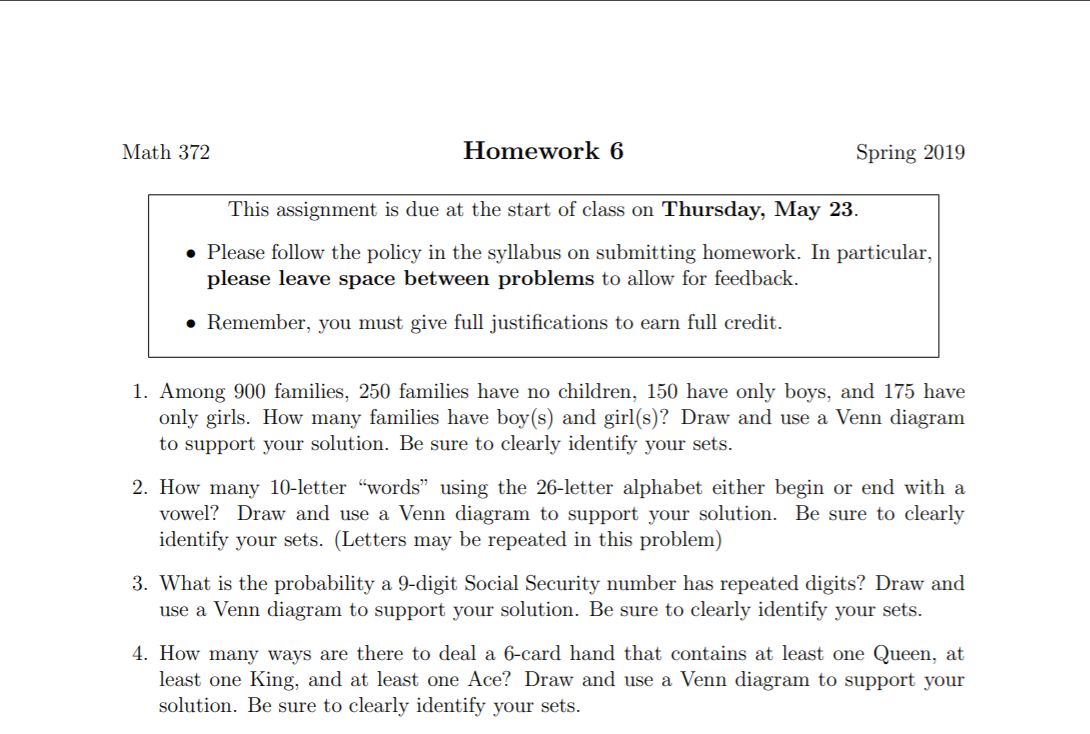 Math 372
Homework 6
Spring 2019
This assignment is due at the start of class on Thursday, May 23.
• Please follow the policy in the syllabus on submitting homework. In particular,
please leave space between problems to allow for feedback.
• Remember, you must give full justifications to earn full credit.
1. Among 900 families, 250 families have no children, 150 have only boys, and 175 have
only girls. How many families have boy(s) and girl(s)? Draw and use a Venn diagram
to support your solution. Be sure to clearly identify your sets.
2. How many 10-letter “words” using the 26-letter alphabet either begin or end with a
vowel? Draw and use a Venn diagram to support your solution. Be sure to clearly
identify your sets. (Letters may be repeated in this problem)
3. What is the probability a 9-digit Social Security number has repeated digits? Draw and
use a Venn diagram to support your solution. Be sure to clearly identify your sets.
4. How many ways are there to deal a 6-card hand that contains at least one Queen, at
least one King, and at least one Ace? Draw and use a Venn diagram to support your
solution. Be sure to clearly identify your sets.